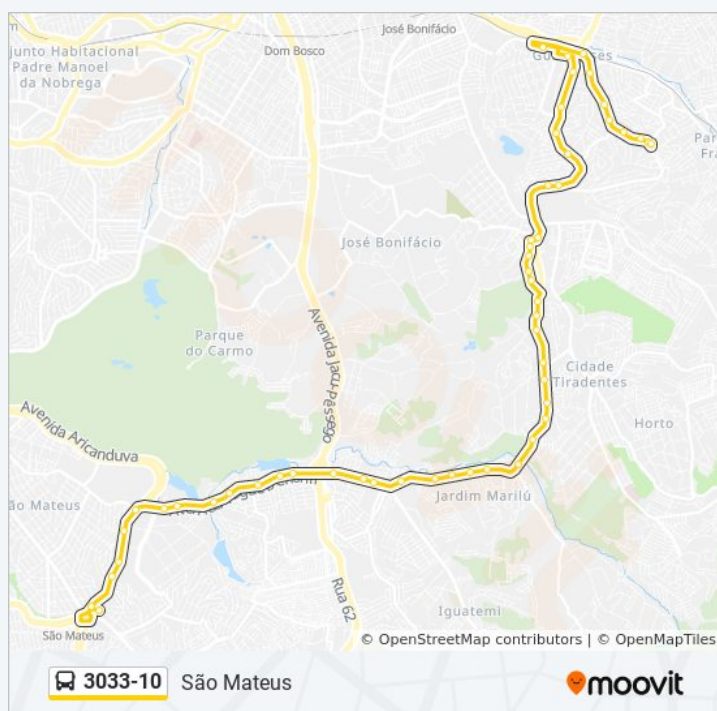 José Bonifácio
Dom Bosco
njunto Habitacional
Padre Manoel
da Nobrega
José Bonifácio
Parque
do Carmo
Avenida Jacu-Pêssego
Cidade
Tiradentes
Avenida Aricanduva
Horto
ão Mateus
Jardim Marilú
Rua 62
Iguatemi
São Mateus
© OpenStreetMap contributors | © OpenMapTiles
3033-10 São Mateus
moovit